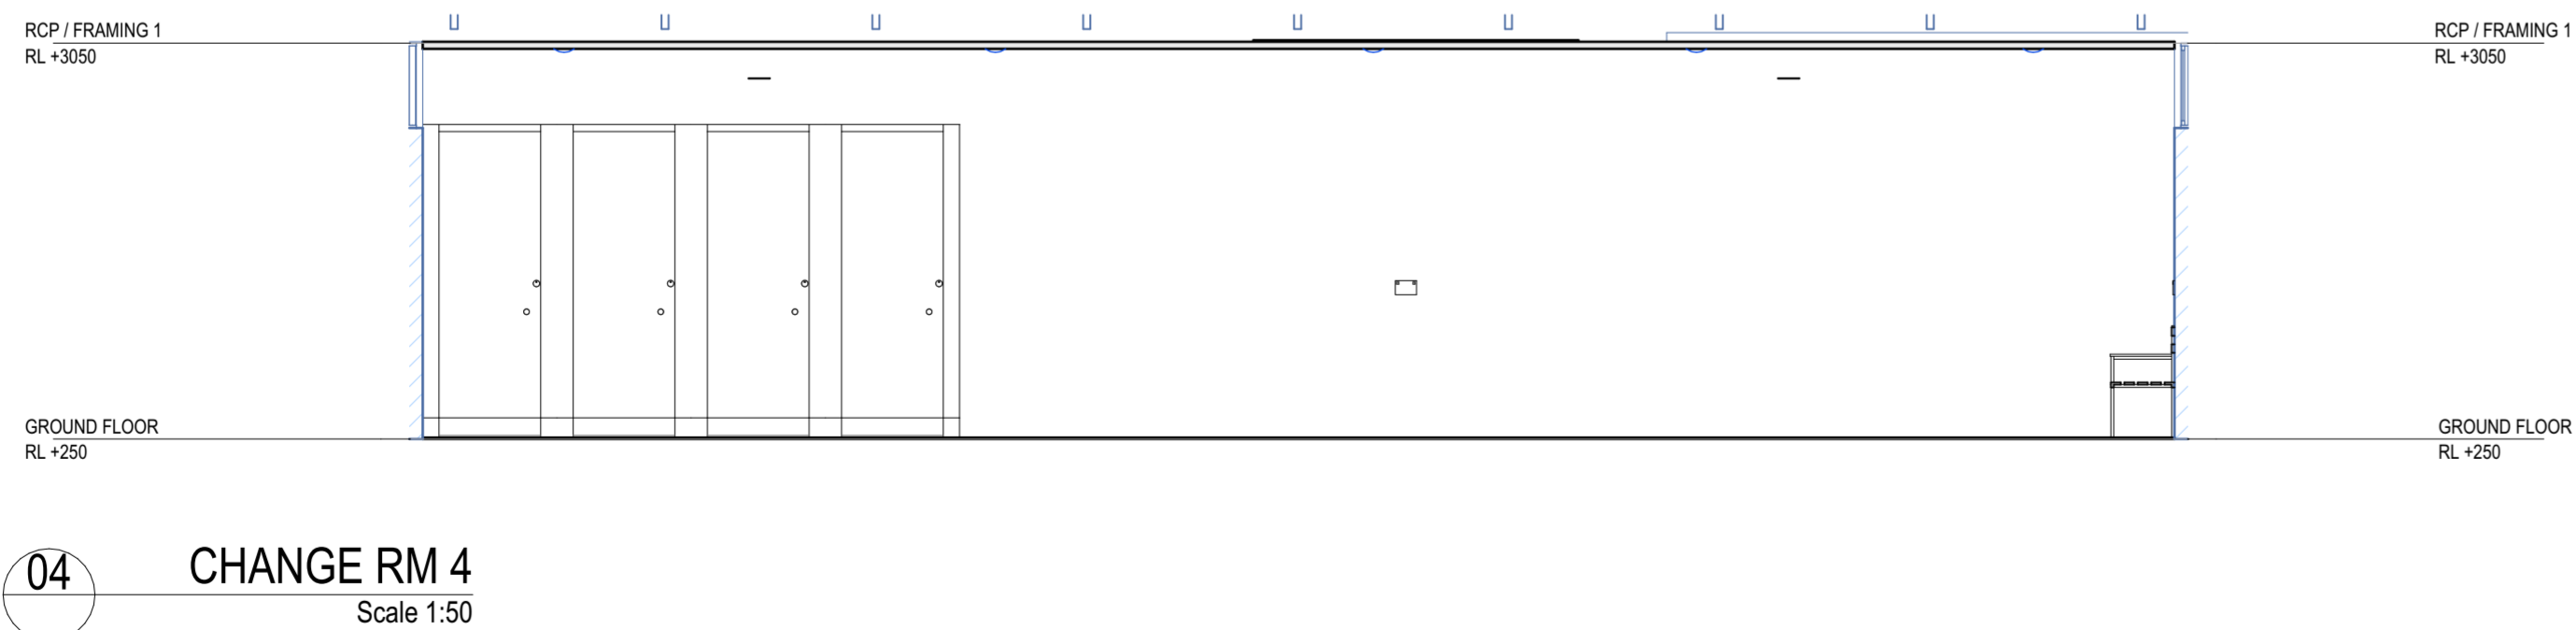 RCP / FRAMING 1
RL +3050
RCP / FRAMING 1
RL +3050
GROUND FLOOR
RL +250
GROUND FLOOR
RL +250
04
CHANGE RM 4
Scale 1:50